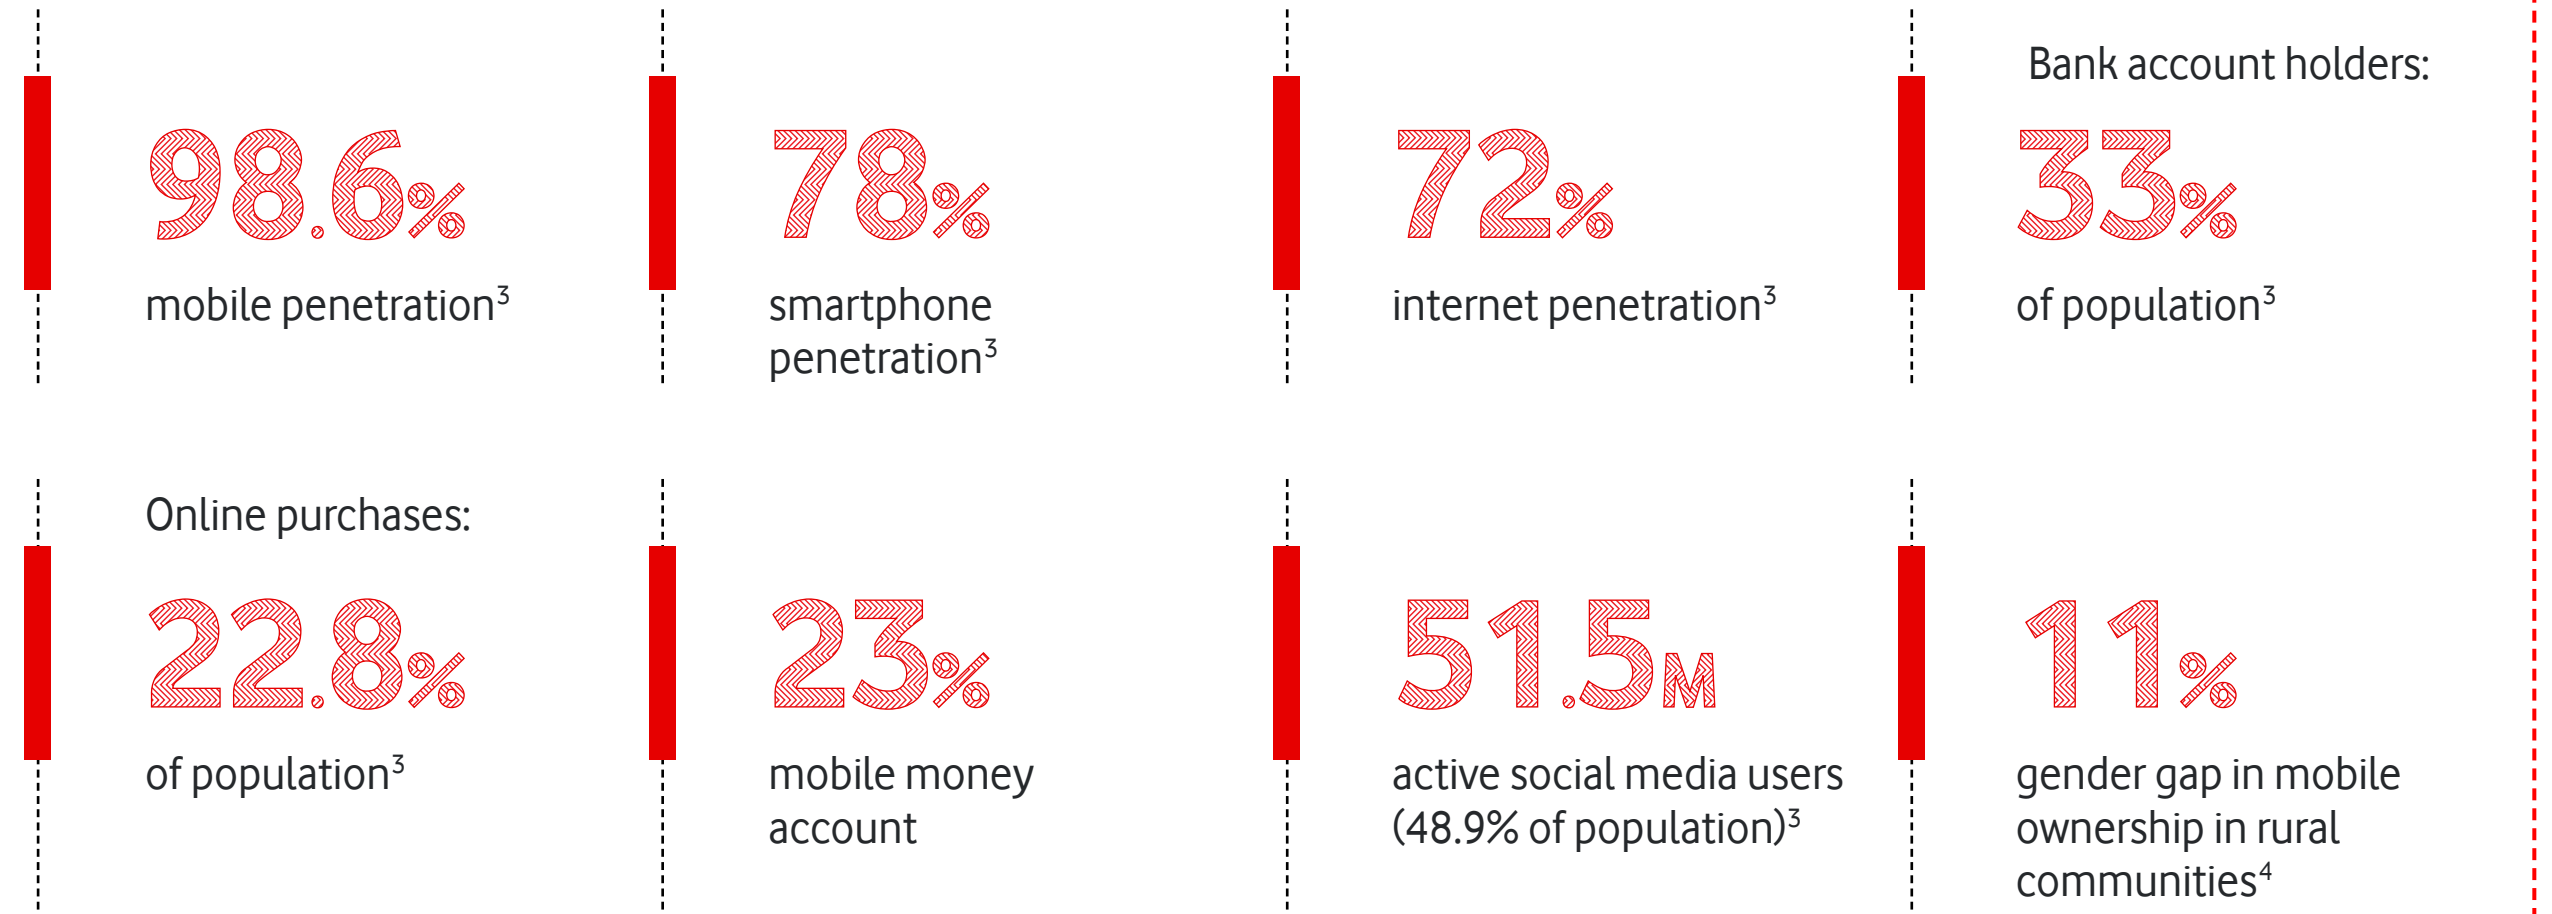 98.6%
mobile penetration³
78%
smartphone
penetration³
72%
internet penetration³
Bank account holders:
33%
of population³
Online purchases:
22.8%
of population³
23%
mobile money
account
51.5M
active social media users
(48.9% of population)³
11%
gender gap in mobile
ownership in rural
communities⁴